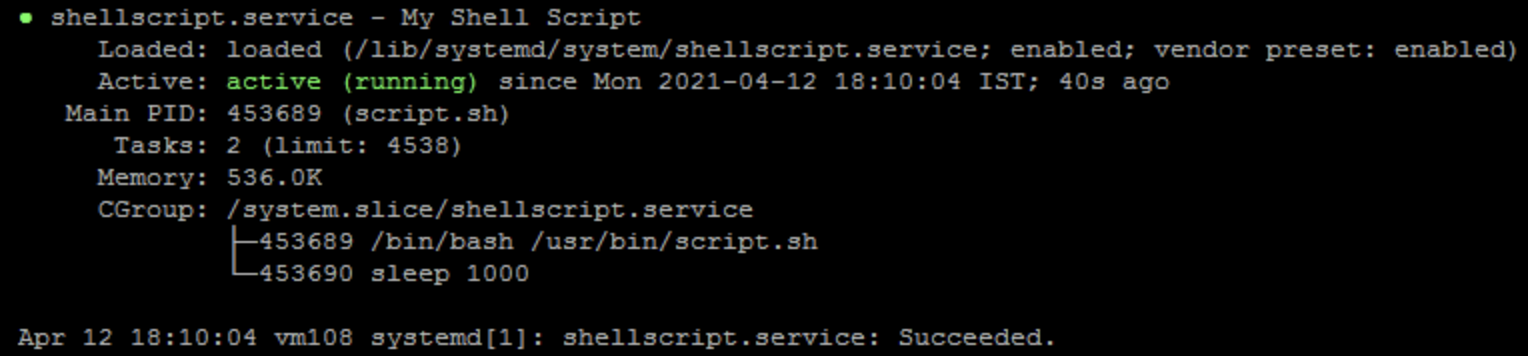 ● shellscript.service - My Shell Script
Loaded: loaded (/lib/systemd/system/shellscript.service; enabled; vendor preset: enabled)
Active: active (running) since Mon 2021-04-12 18:10:04 IST; 40s ago
Main PID: 453689 (script.sh)
Tasks: 2 (limit: 4538)
Memory: 536.0K
CGroup: /system.slice/shellscript.service
├─453689 /bin/bash /usr/bin/script.sh
└─453690 sleep 1000
Apr 12 18:10:04 vm108 systemd[1]: shellscript.service: Succeeded.